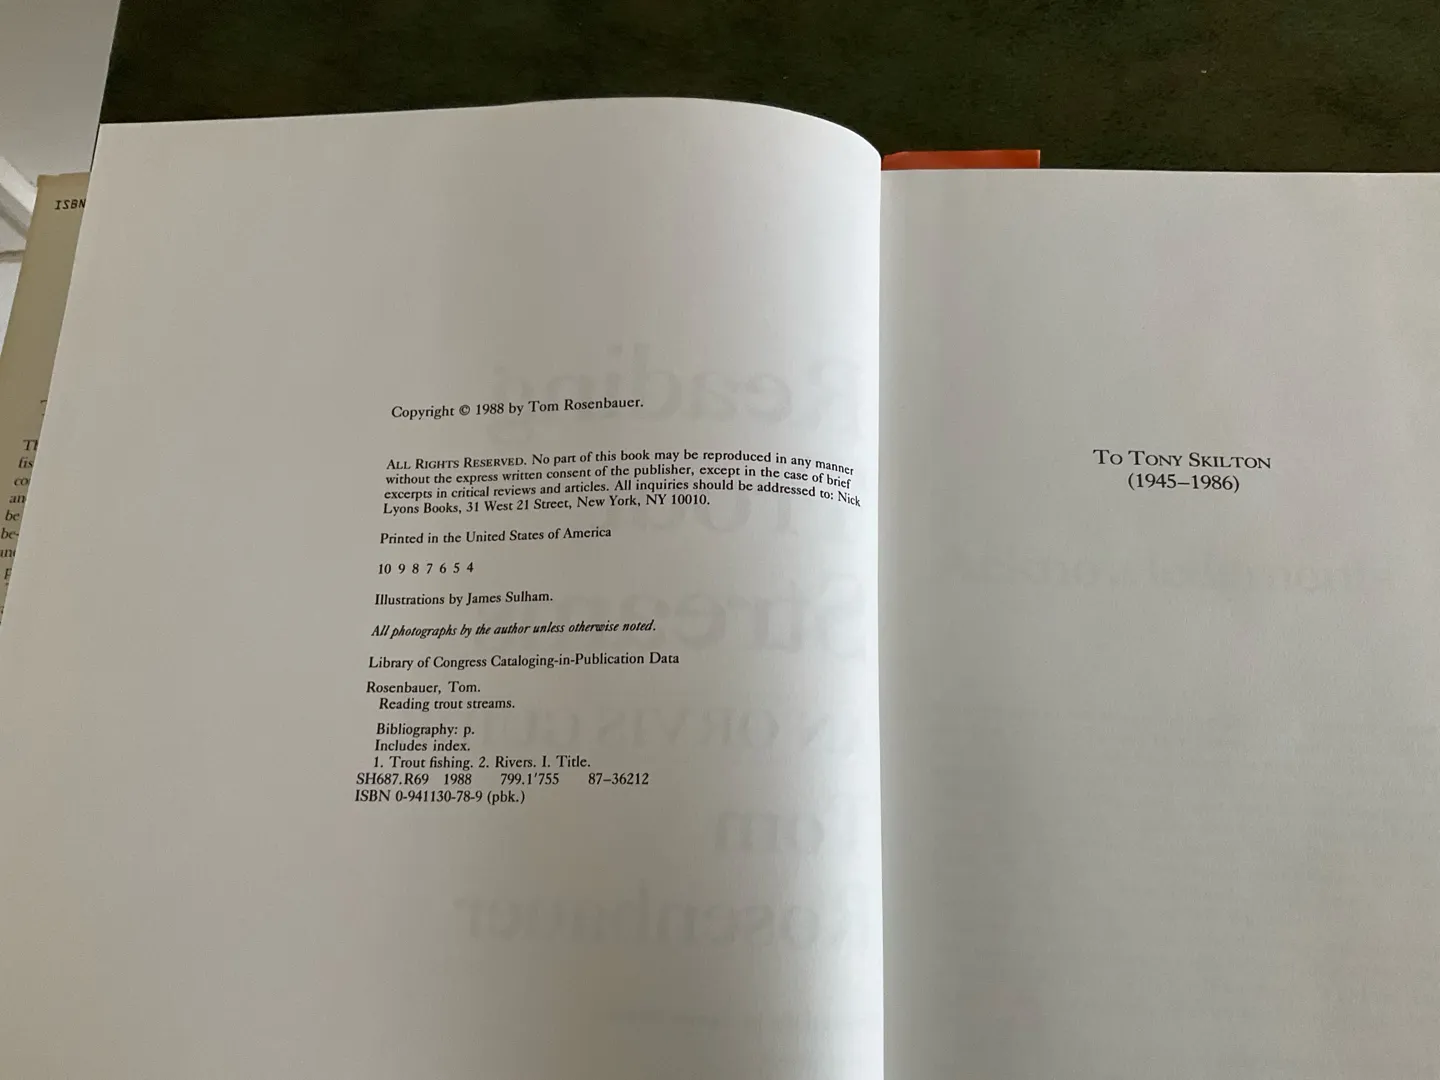 ISBN
Copyright © 1988 by Tom Rosenbauer.
ALL RIGHTS RESERVED. No part of this book may be reproduced in any manner
without the express written consent of the publisher, except in the case of brief
excerpts in critical reviews and articles. All inquiries should be addressed to: Nick
Lyons Books, 31 West 21 Street, New York, NY 10010.
Printed in the United States of America
10 9 8 7 6 5 4
Illustrations by James Sulham.
All photographs by the author unless otherwise noted.
Library of Congress Cataloging-in-Publication Data
Rosenbauer, Tom.
Reading trout streams.
Bibliography: p.
Includes index.
1. Trout fishing. 2. Rivers. I. Title.
SH687.R69 1988 799.1'755 87–36212
ISBN 0-941130-78-9 (pbk.)
TO TONY SKILTON
(1945–1986)